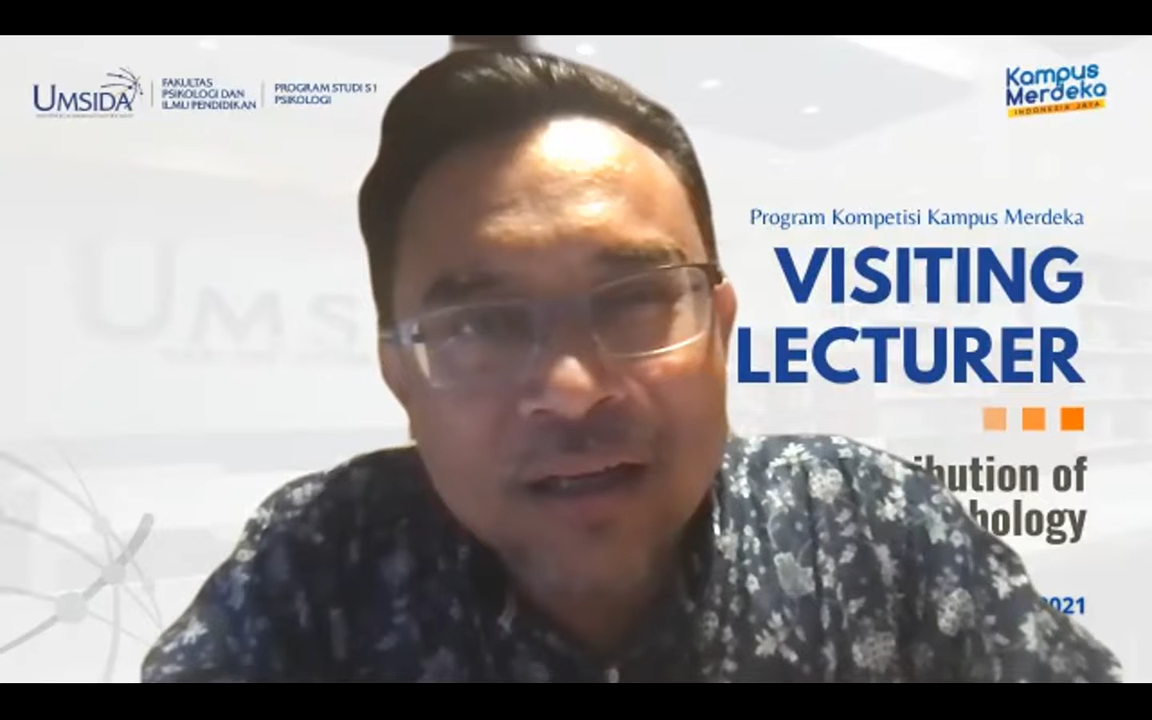 UMSIDA
FAKULTAS
PSIKOLOGI DAN
ILMU PENDIDIKAN
PROGRAM STUDI S1
PSIKOLOGI
Kampus
Merdeka
INDONESIA JAYA
Program Kompetisi Kampus Merdeka
VISITING
LECTURER
ibution of
hology
2021